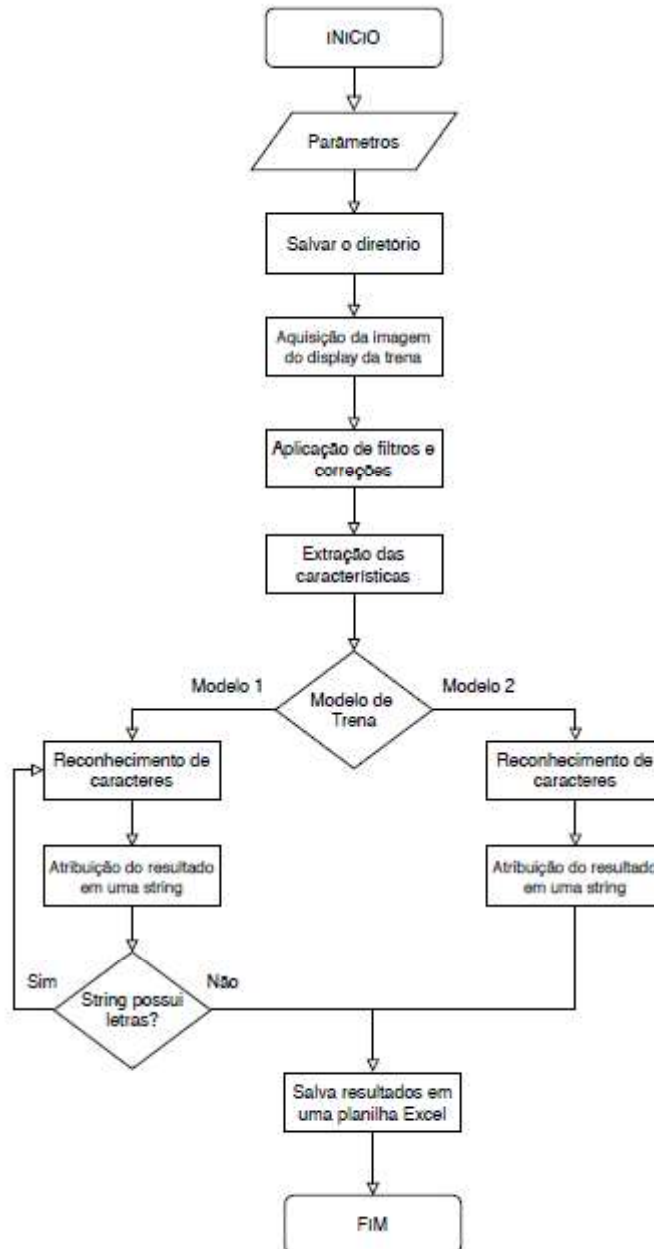 INICIO
Parâmetros
Salvar o diretório
Aquisição da imagem
do display da trena
Aplicação de filtros e
correções
Extração das
características
Modelo 1
Modelo de
Trena
Modelo 2
Reconhecimento de
caracteres
Reconhecimento de
caracteres
Atribuição do resultado
em uma string
Atribuição do resultado
em uma string
Sim
String possui
letras?
Não
Salva resultados em
uma planilha Excel
FIM